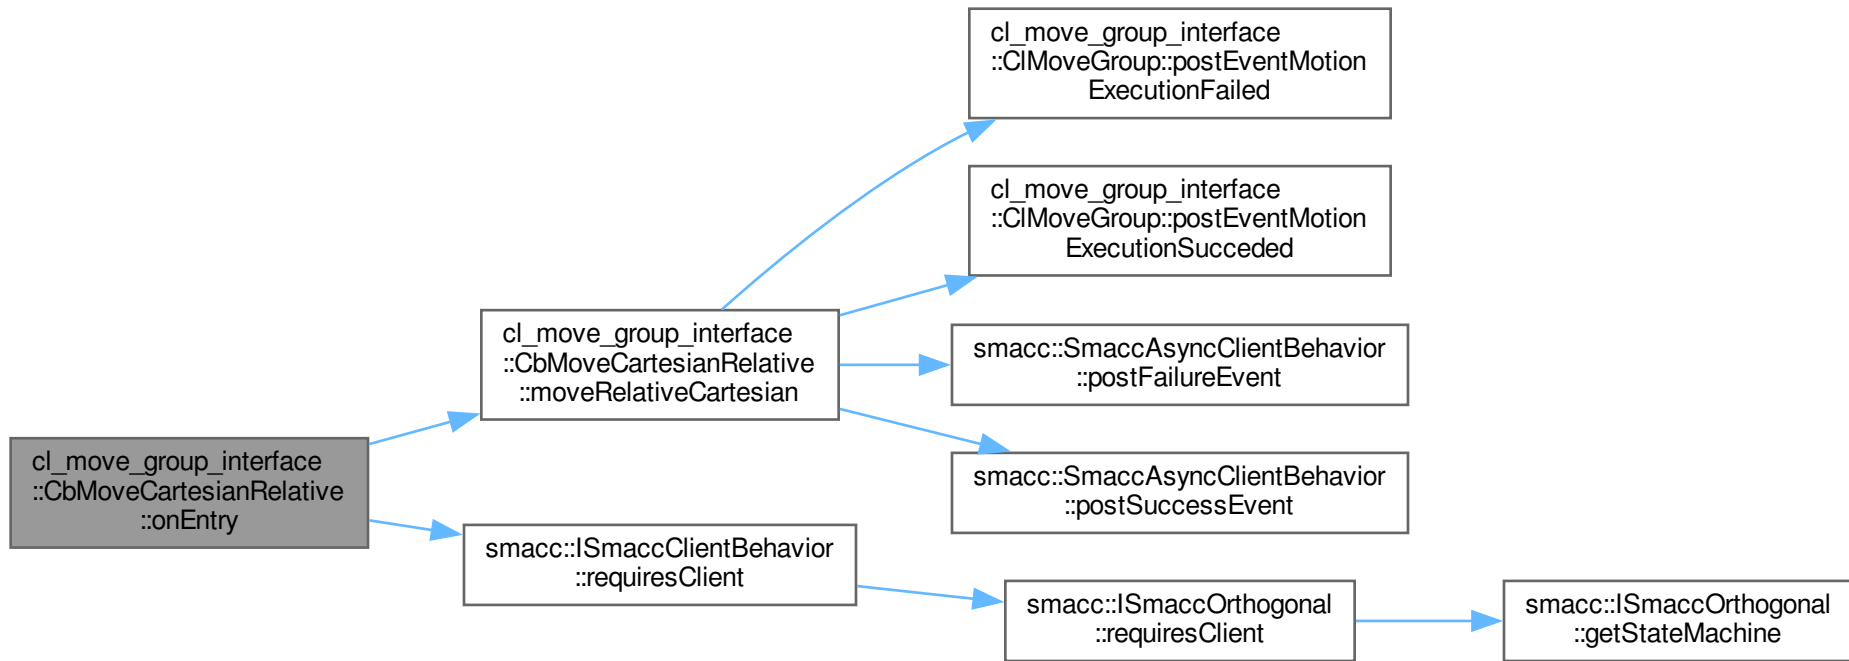 cl_move_group_interface
::ClMoveGroup::postEventMotion
ExecutionFailed
cl_move_group_interface
::ClMoveGroup::postEventMotion
ExecutionSucceded
cl_move_group_interface
::CbMoveCartesianRelative
::moveRelativeCartesian
smacc::SmaccAsyncClientBehavior
::postFailureEvent
cl_move_group_interface
::CbMoveCartesianRelative
::onEntry
smacc::SmaccAsyncClientBehavior
::postSuccessEvent
smacc::ISmaccClientBehavior
::requiresClient
smacc::ISmaccOrthogonal
::requiresClient
smacc::ISmaccOrthogonal
::getStateMachine